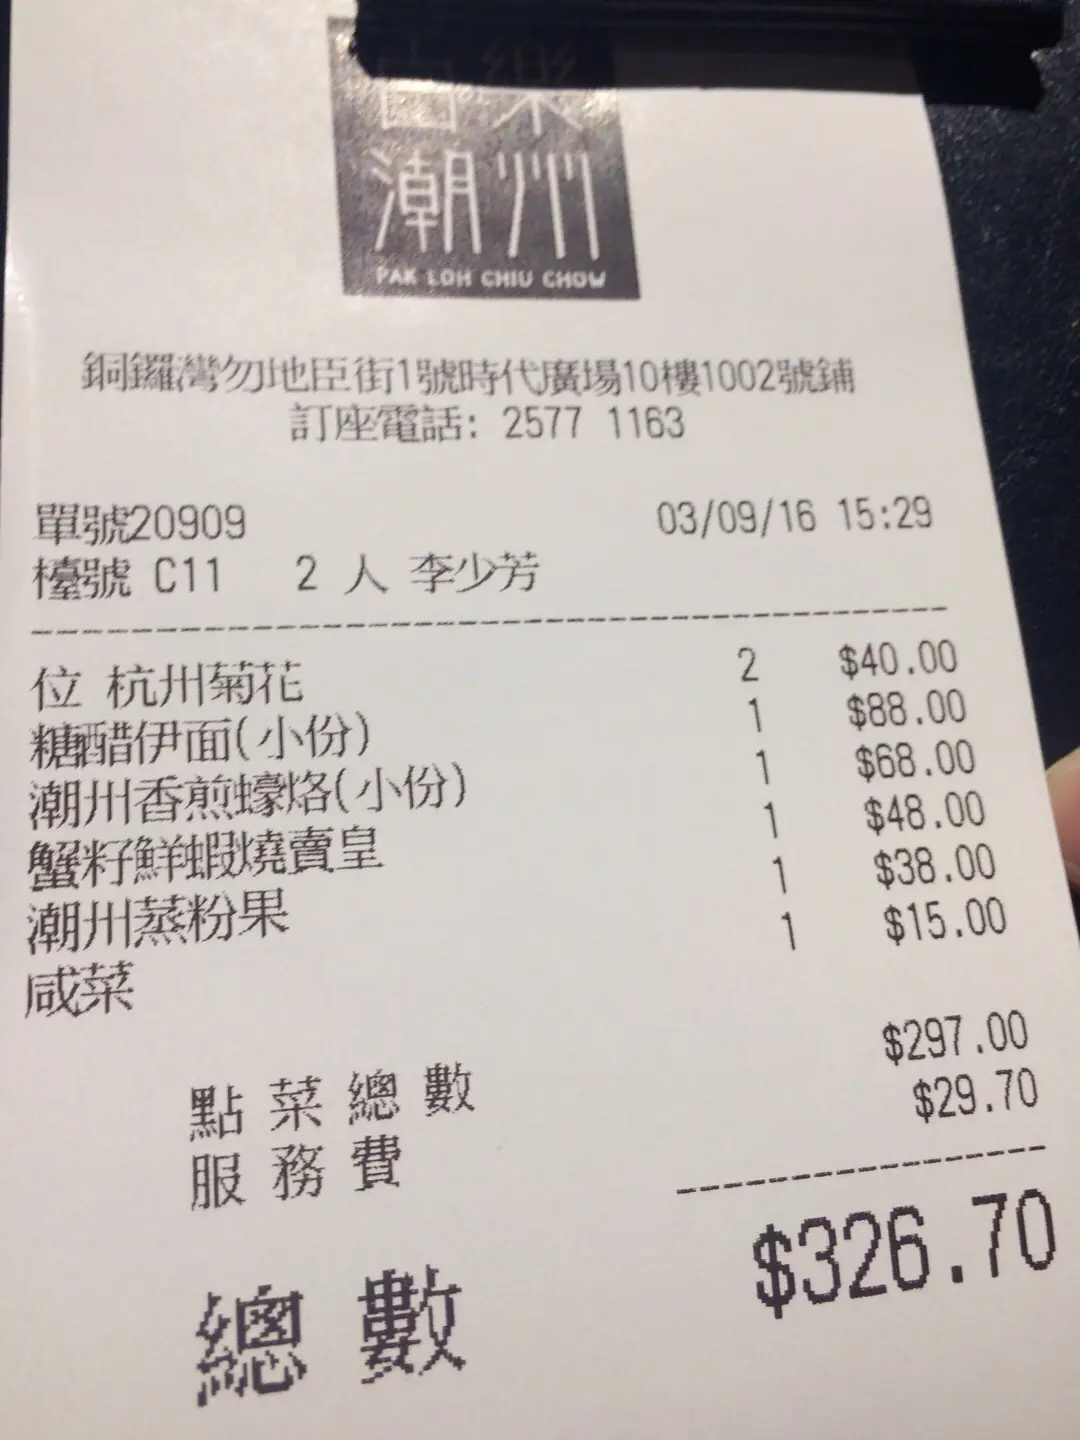 百樂
潮州
PAK LOH CHIU CHOW
銅鑼灣勿地臣街1號時代廣場10樓1002號鋪
訂座電話: 2577 1163
單號20909 03/09/16 15:29
檯號 C11 2 人 李少芳
位 杭州菊花 2 $40.00
糖醋伊面(小份) 1 $88.00
潮州香煎蠔烙(小份) 1 $68.00
蟹籽鮮蝦燒賣皇 1 $48.00
潮州蒸粉果 1 $38.00
咸菜 1 $15.00
點菜總數 $297.00
服務費 $29.70
總數 $326.70